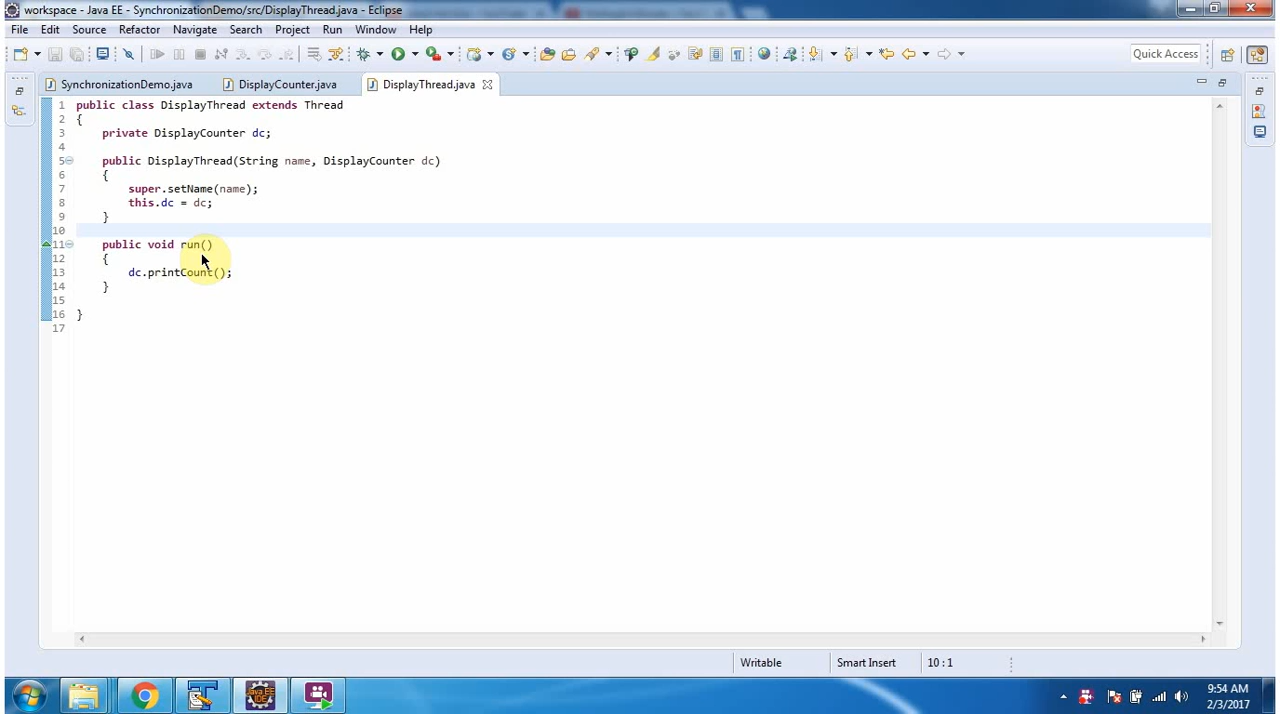 workspace - Java EE - SynchronizationDemo/src/DisplayThread.java - Eclipse
File Edit Source Refactor Navigate Search Project Run Window Help
Quick Access
SynchronizationDemo.java DisplayCounter.java DisplayThread.java
1 public class DisplayThread extends Thread
2 {
3 private DisplayCounter dc;
4
5 public DisplayThread(String name, DisplayCounter dc)
6 {
7 super.setName(name);
8 this.dc = dc;
9 }
10
11 public void run()
12 {
13 dc.printCount();
14 }
15
16 }
17
Writable Smart Insert 10 : 1
Java EE
IDE
9:54 AM
2/3/2017